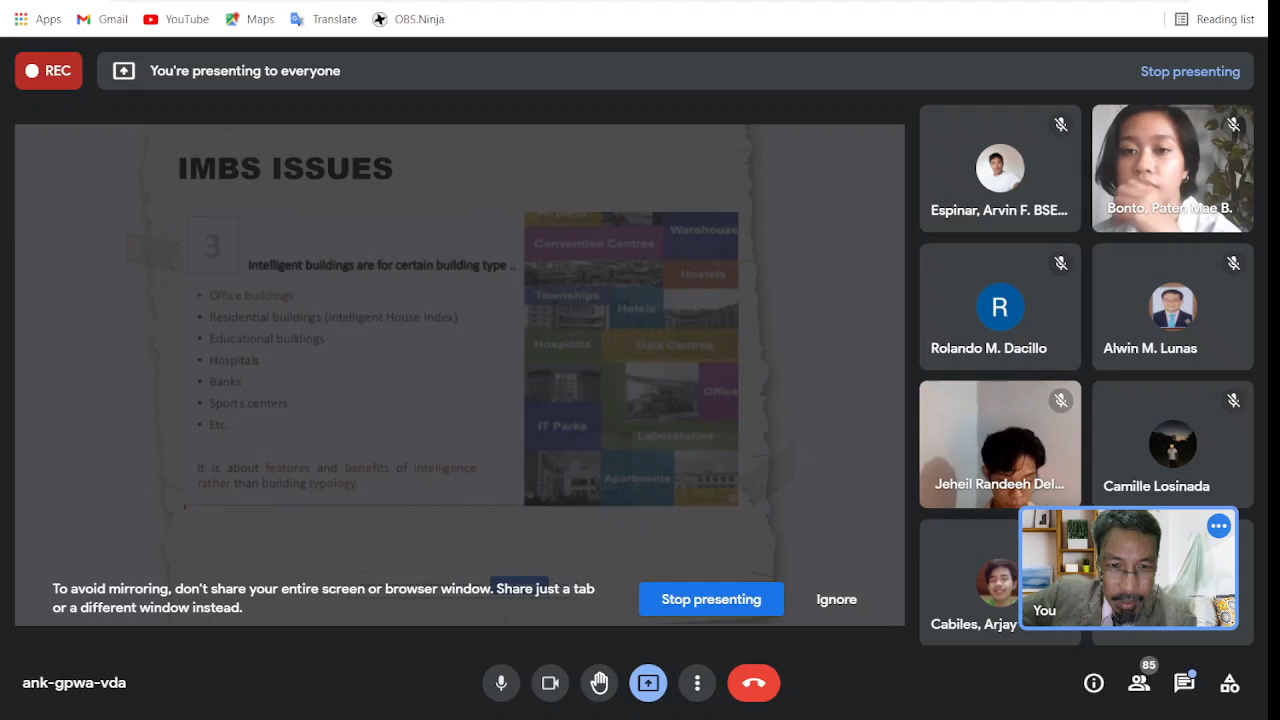 Apps
Gmail
YouTube
Maps
Translate
OBS.Ninja
Reading list
REC
You're presenting to everyone
Stop presenting
IMBS ISSUES
3
Intelligent buildings are for certain building type ..
• Office buildings
• Residential buildings (Intelligent House Index)
• Educational buildings
• Hospitals
• Banks
• Sports centers
• Etc.
It is about features and benefits of intelligence
rather than building typology.
Airports
Convention Centres
Warehouse
Hostels
Townships
Hotels
Hospitals
Data Centres
Office
IT Parks
Laboratories
Apartments
To avoid mirroring, don't share your entire screen or browser window. Share just a tab
or a different window instead.
Stop presenting
Ignore
Espinar, Arvin F. BSE...
Bonto, Paten Mae B.
R
Rolando M. Dacillo
Alwin M. Lunas
Jeheil Randeeh Del...
Camille Losinada
Cabiles, Arjay
You
ank-gpwa-vda
85